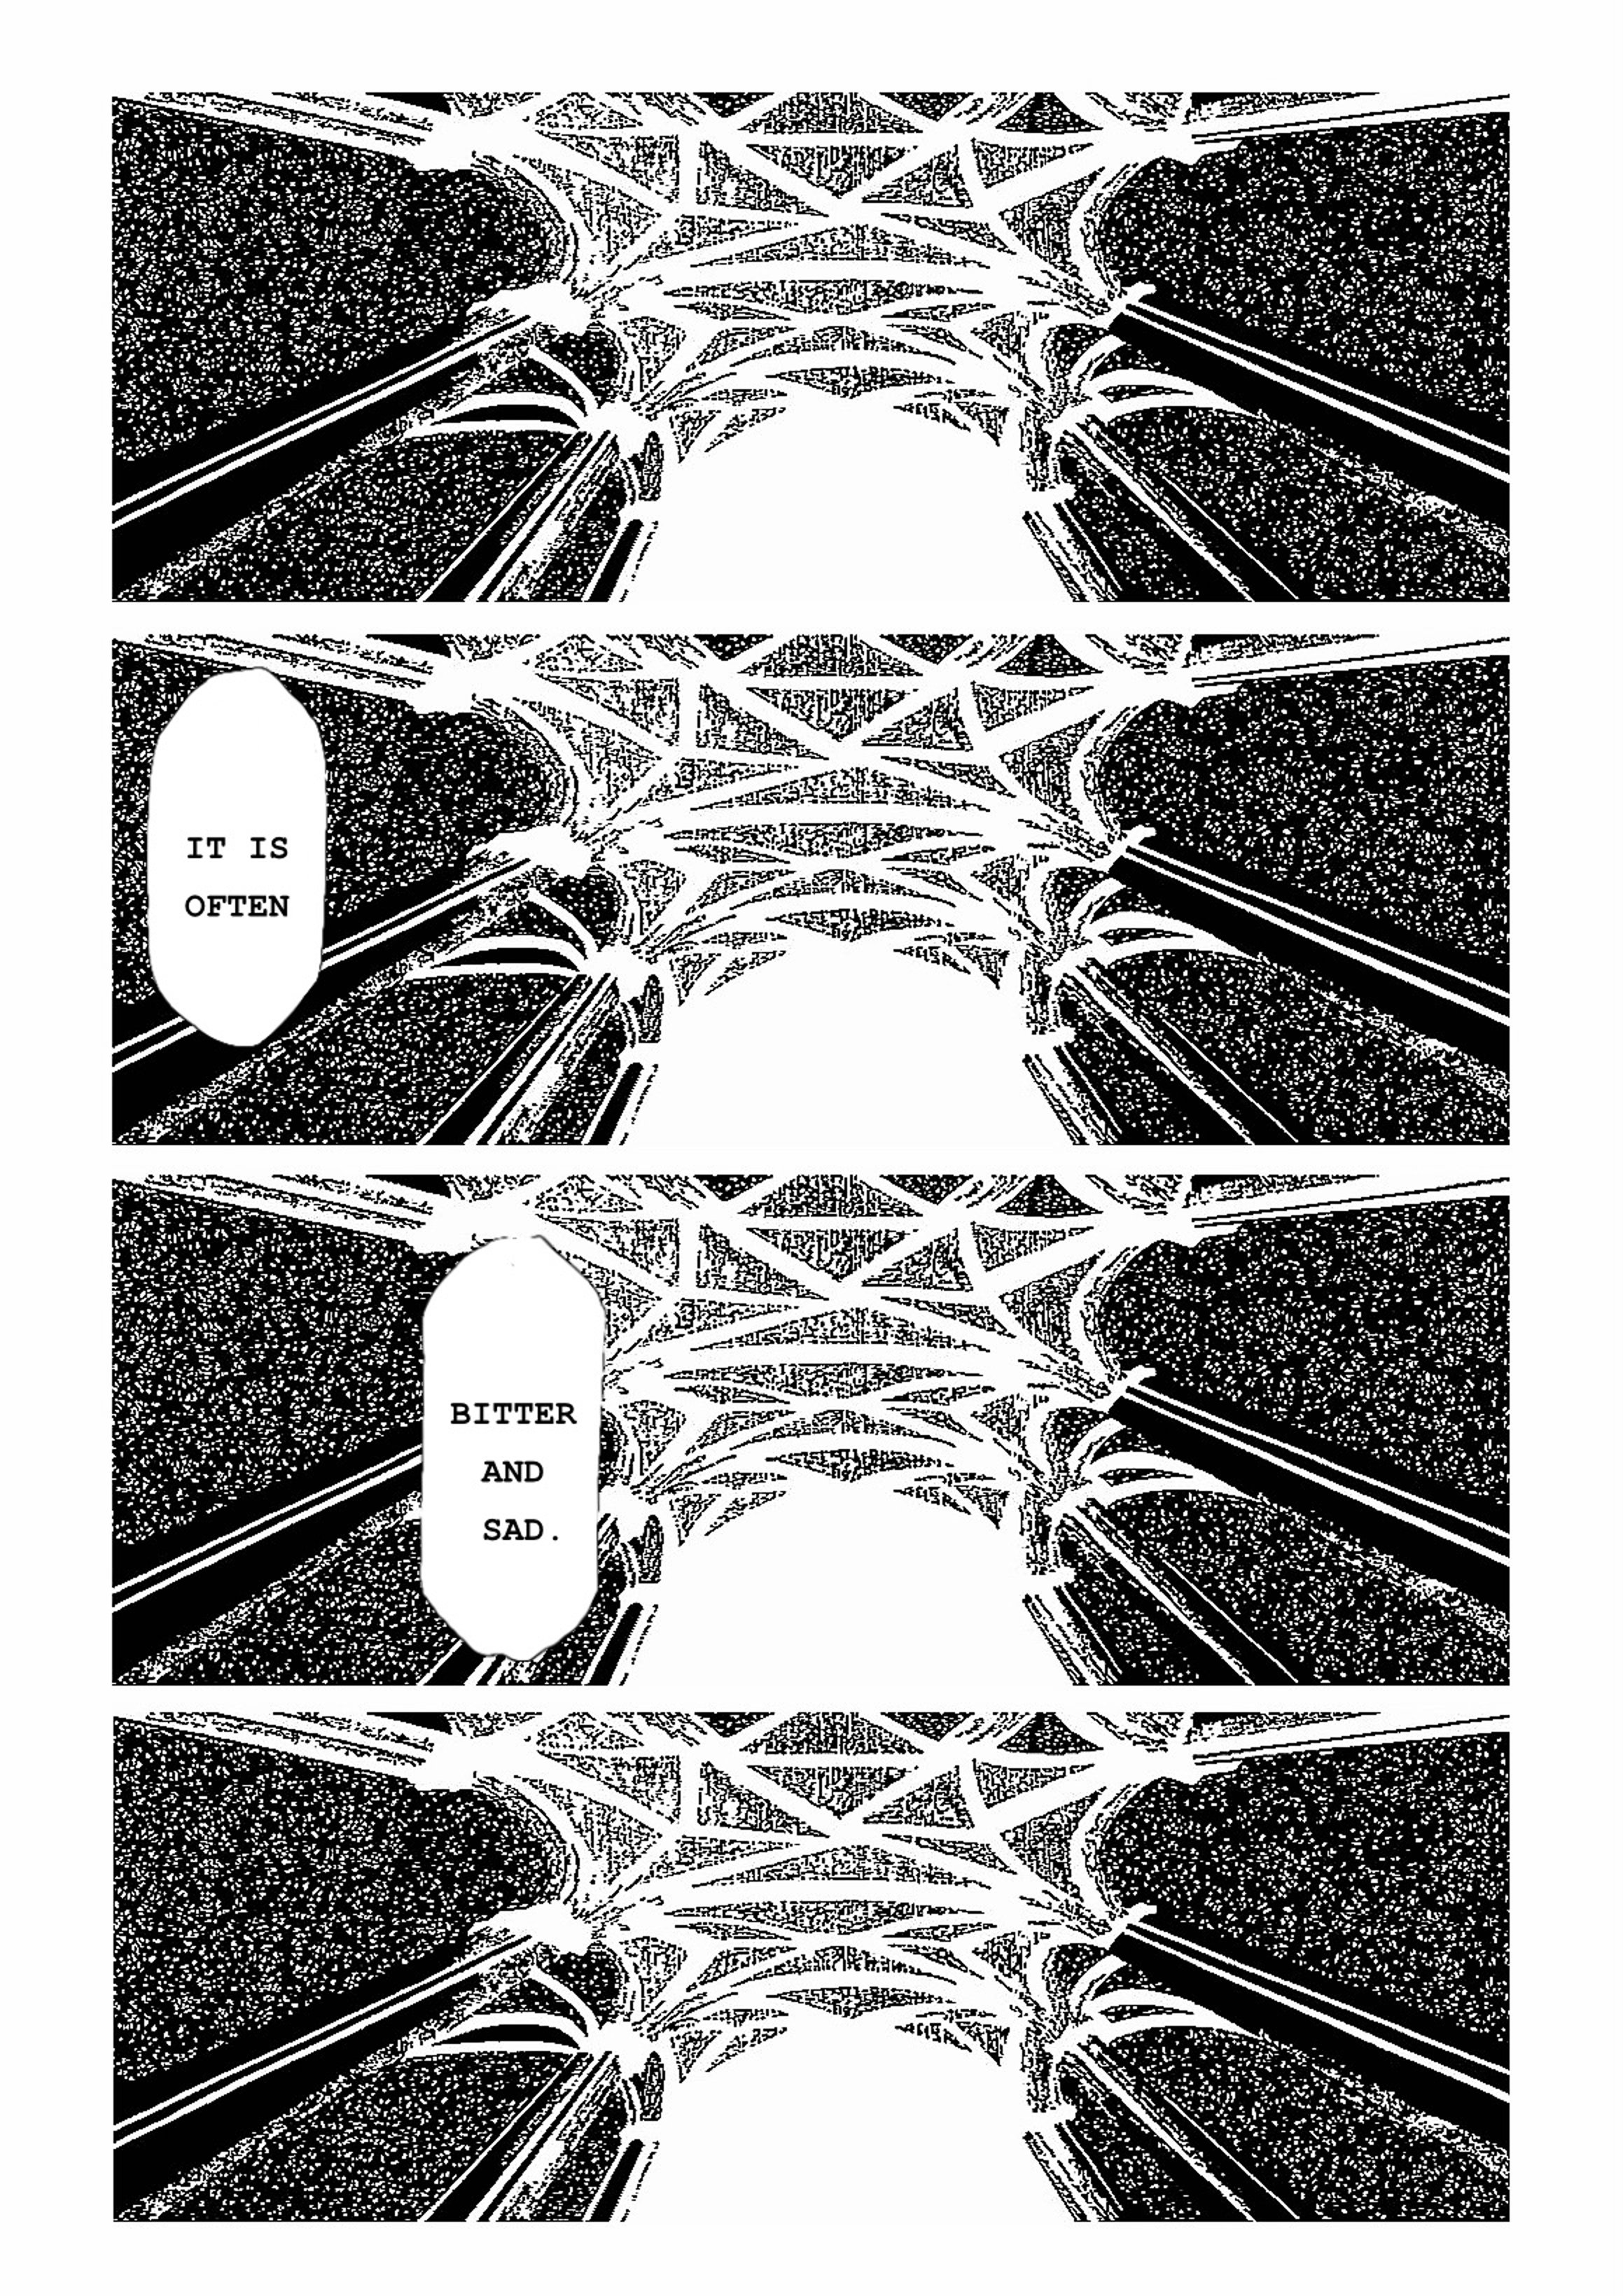 IT IS
OFTEN
BITTER
AND
SAD.